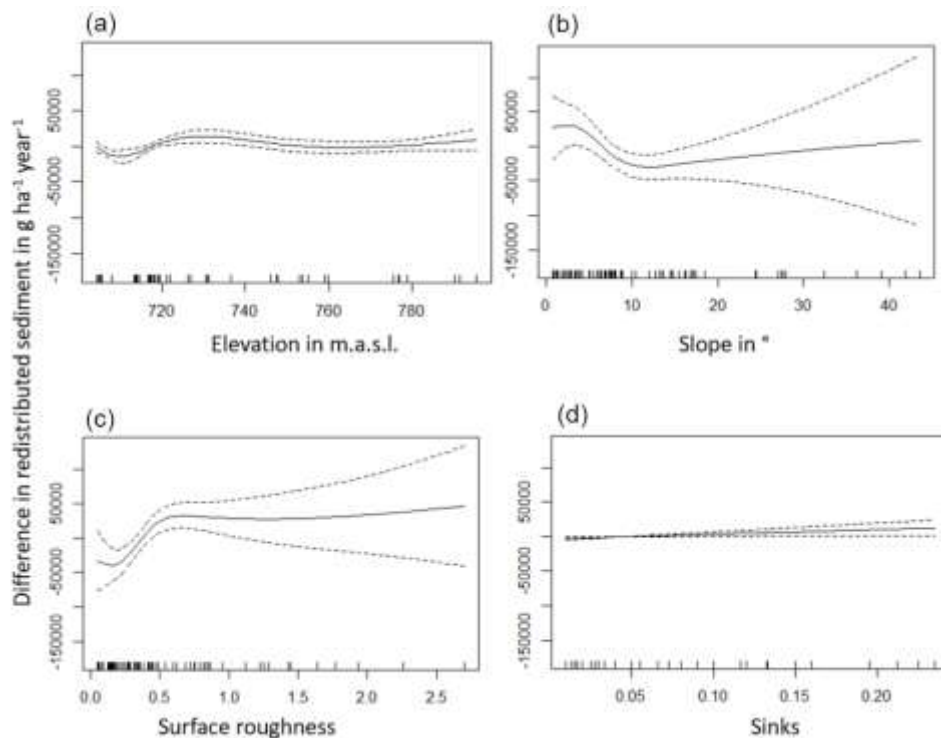 Difference in redistributed sediment in g ha⁻¹ year⁻¹
(a)
50000
-50000
-150000
720 740 760 780
Elevation in m.a.s.l.
(b)
50000
-50000
-150000
0 10 20 30 40
Slope in °
(c)
50000
-50000
-150000
0.0 0.5 1.0 1.5 2.0 2.5
Surface roughness
(d)
50000
-50000
-150000
0.05 0.10 0.15 0.20
Sinks